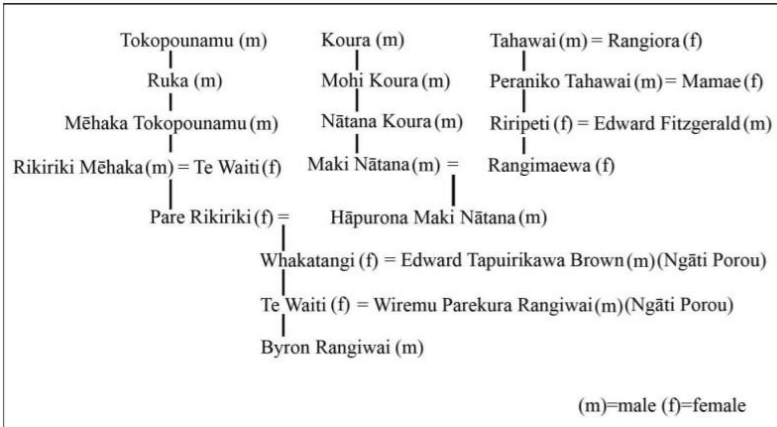 Tokopounamu (m) Koura (m) Tahawai (m) = Rangiora (f)
Ruka (m) Mohi Koura (m) Peraniko Tahawai (m) = Mamae (f)
Mēhaka Tokopounamu (m) Nātana Koura (m) Riripeti (f) = Edward Fitzgerald (m)
Rikiriki Mēhaka (m) = Te Waiti (f) Maki Nātana (m) = Rangimaewa (f)
Pare Rikiriki (f) = Hāpurona Maki Nātana (m)
Whakatangi (f) = Edward Tapuirikawa Brown (m) (Ngāti Porou)
Te Waiti (f) = Wiremu Parekura Rangiwai (m) (Ngāti Porou)
Byron Rangiwai (m)
(m)=male (f)=female